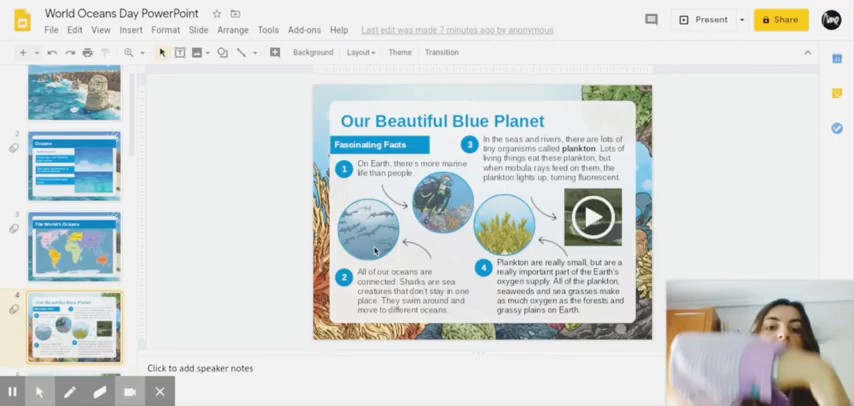 World Oceans Day PowerPoint
File Edit View Insert Format Slide Arrange Tools Add-ons Help Last edit was made 7 minutes ago by anonymous
Present
Share
Background Layout Theme Transition
2
Oceans
3
The World's Oceans
4
Our Beautiful Blue Planet
Our Beautiful Blue Planet
Fascinating Facts
1
On Earth, there's more marine
life than people
2
All of our oceans are
connected. Sharks are sea
creatures that don't stay in one
place. They swim around and
move to different oceans.
3
In the seas and rivers, there are lots of
tiny organisms called plankton. Lots of
living things eat these plankton, but
when mobula rays feed on them, the
plankton lights up, turning fluorescent.
4
Plankton are really small, but are a
really important part of the Earth's
oxygen supply. All of the plankton,
seaweeds and sea grasses make
as much oxygen as the forests and
grassy plains on Earth.
Click to add speaker notes